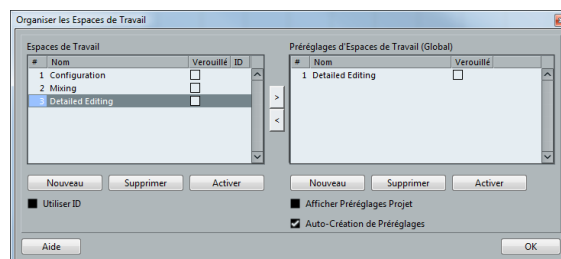 Organiser les Espaces de Travail
Espaces de Travail
# Nom Verouillé ID
1 Configuration
2 Mixing
3 Detailed Editing
Nouveau Supprimer Activer
Utiliser ID
Préréglages d'Espaces de Travail (Global)
# Nom Verouillé
1 Detailed Editing
Nouveau Supprimer Activer
Afficher Préréglages Projet
Auto-Création de Préréglages
> 
<
Aide OK